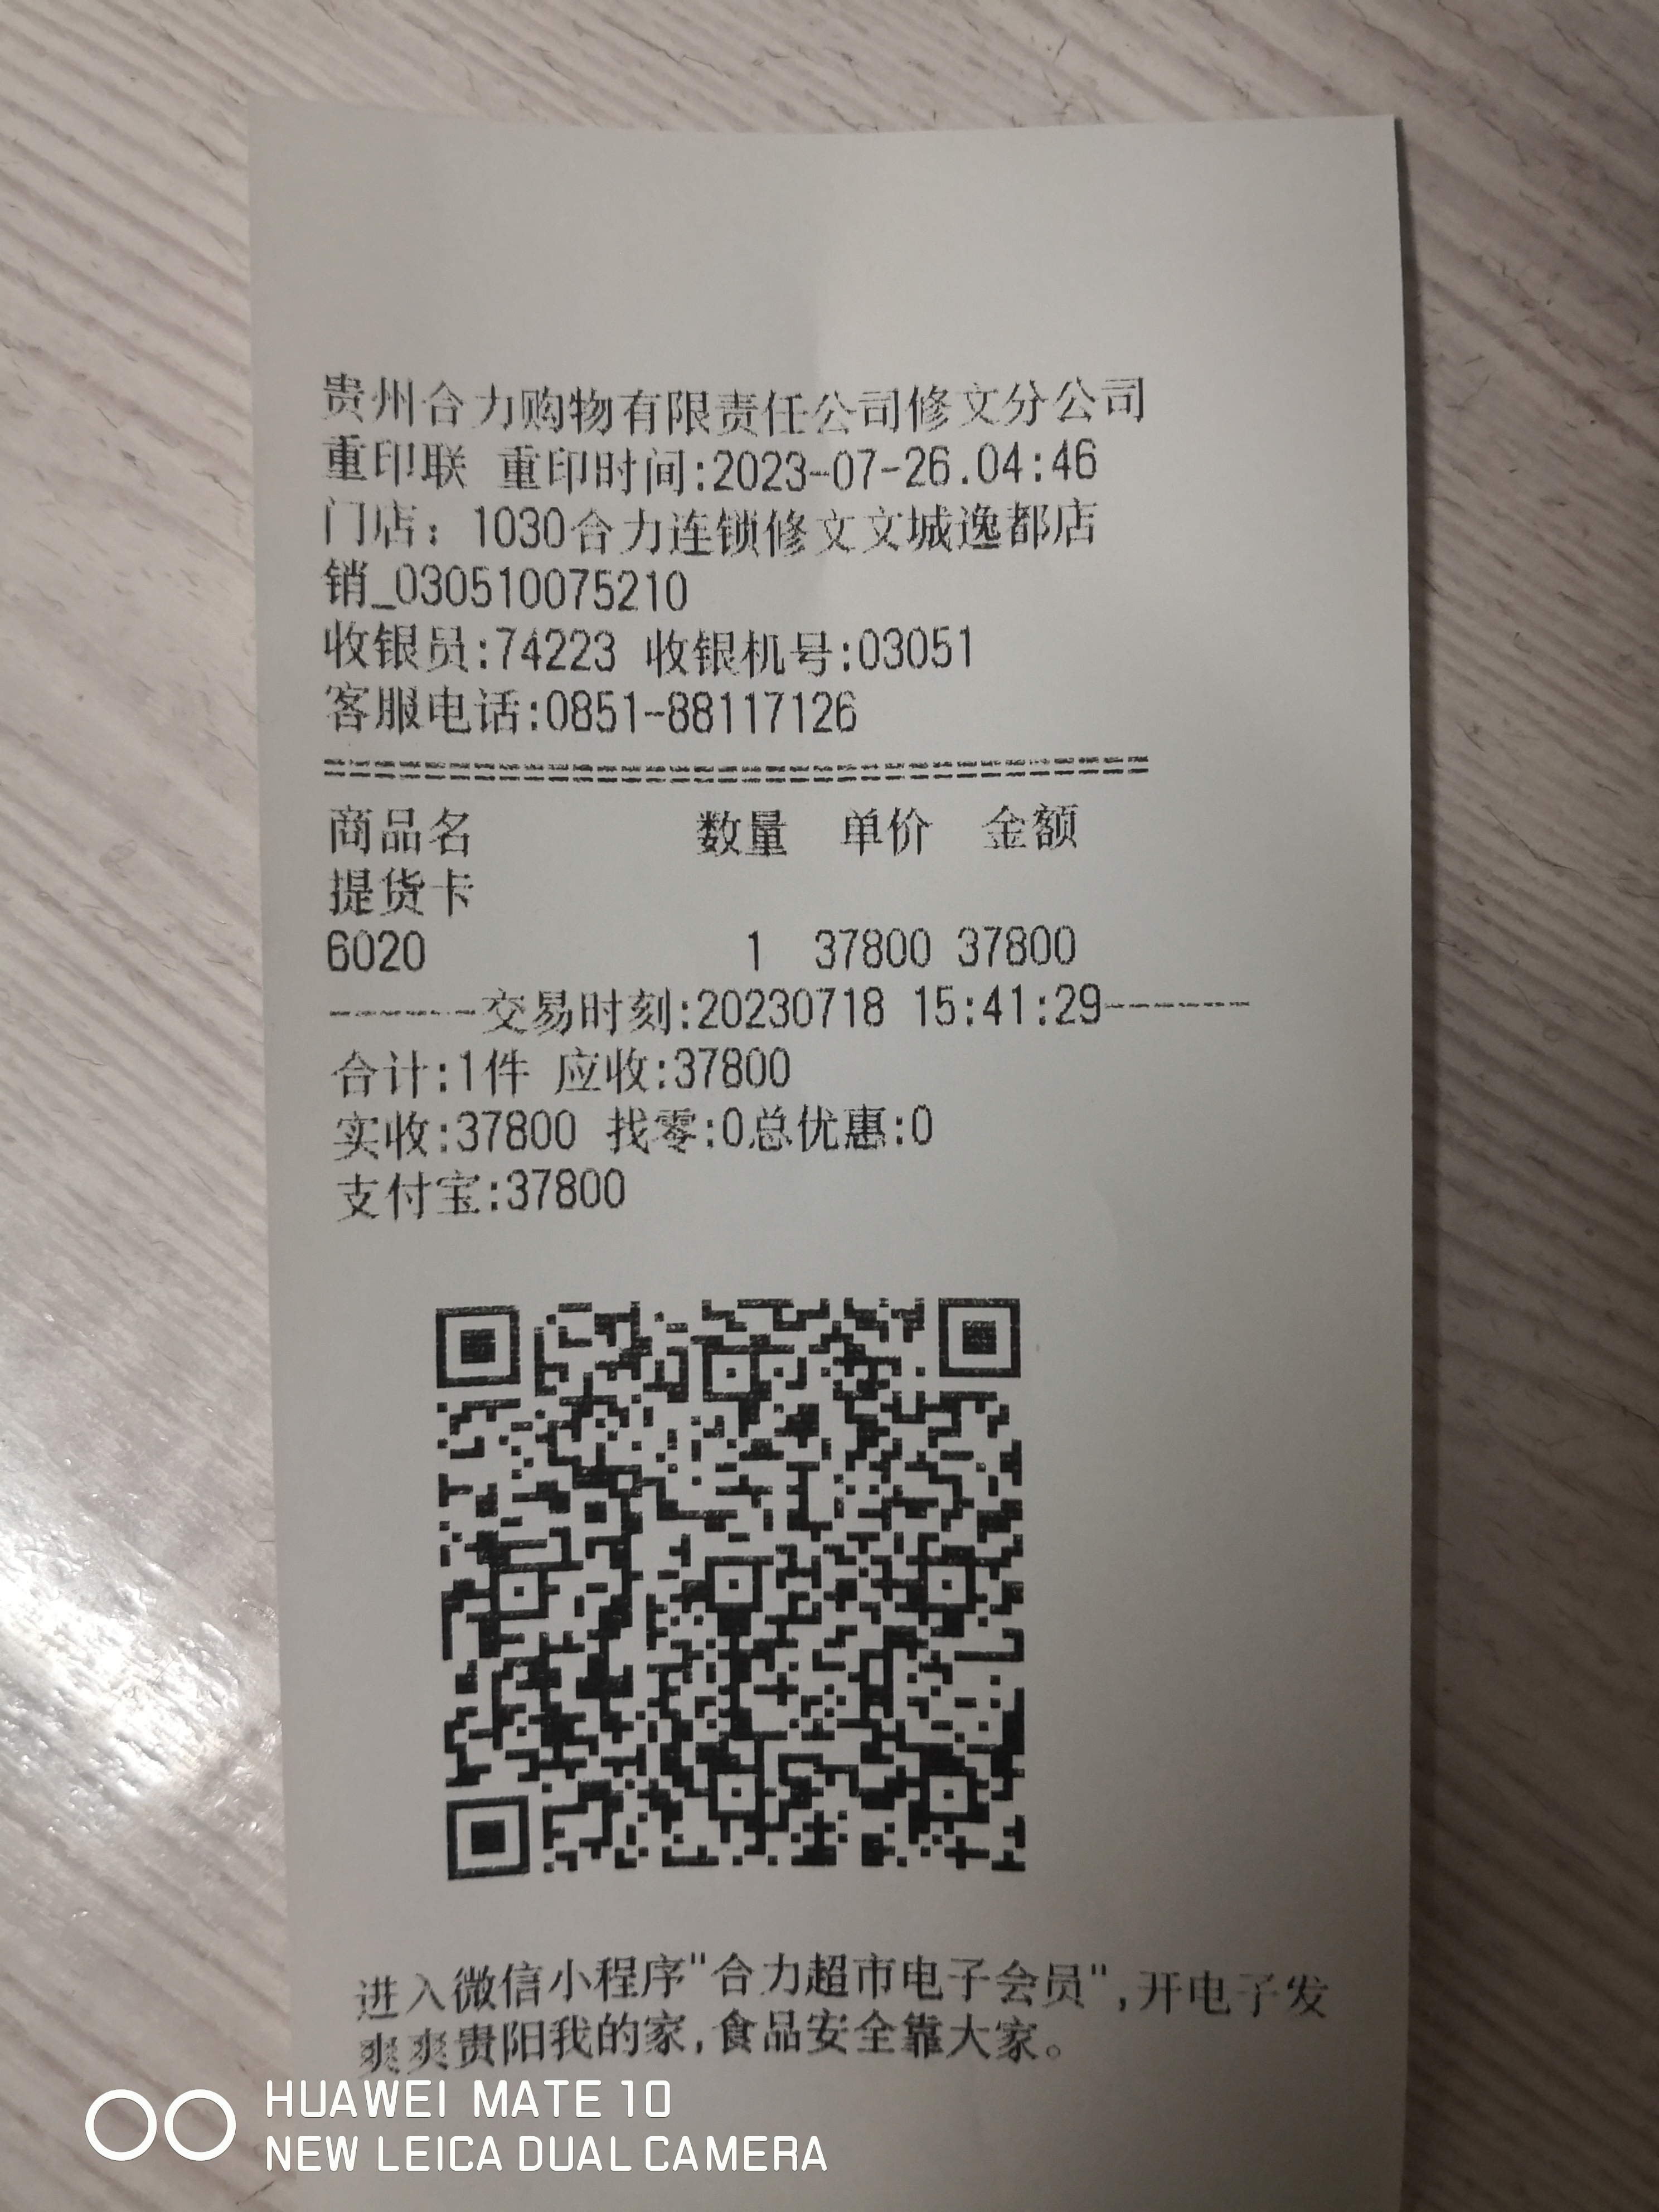 贵州合力购物有限责任公司修文分公司
重印联 重印时间:2023-07-26.04:46
门店：1030合力连锁修文文城逸都店
销_030510075210
收银员:74223 收银机号:03051
客服电话:0851-88117126
==================================
商品名 数量 单价 金额
提货卡
6020 1 37800 37800
------交易时刻:20230718 15:41:29------
合计:1件 应收:37800
实收:37800 找零:0总优惠:0
支付宝:37800
进入微信小程序"合力超市电子会员",开电子发
爽爽贵阳我的家,食品安全靠大家。
HUAWEI MATE 10
NEW LEICA DUAL CAMERA